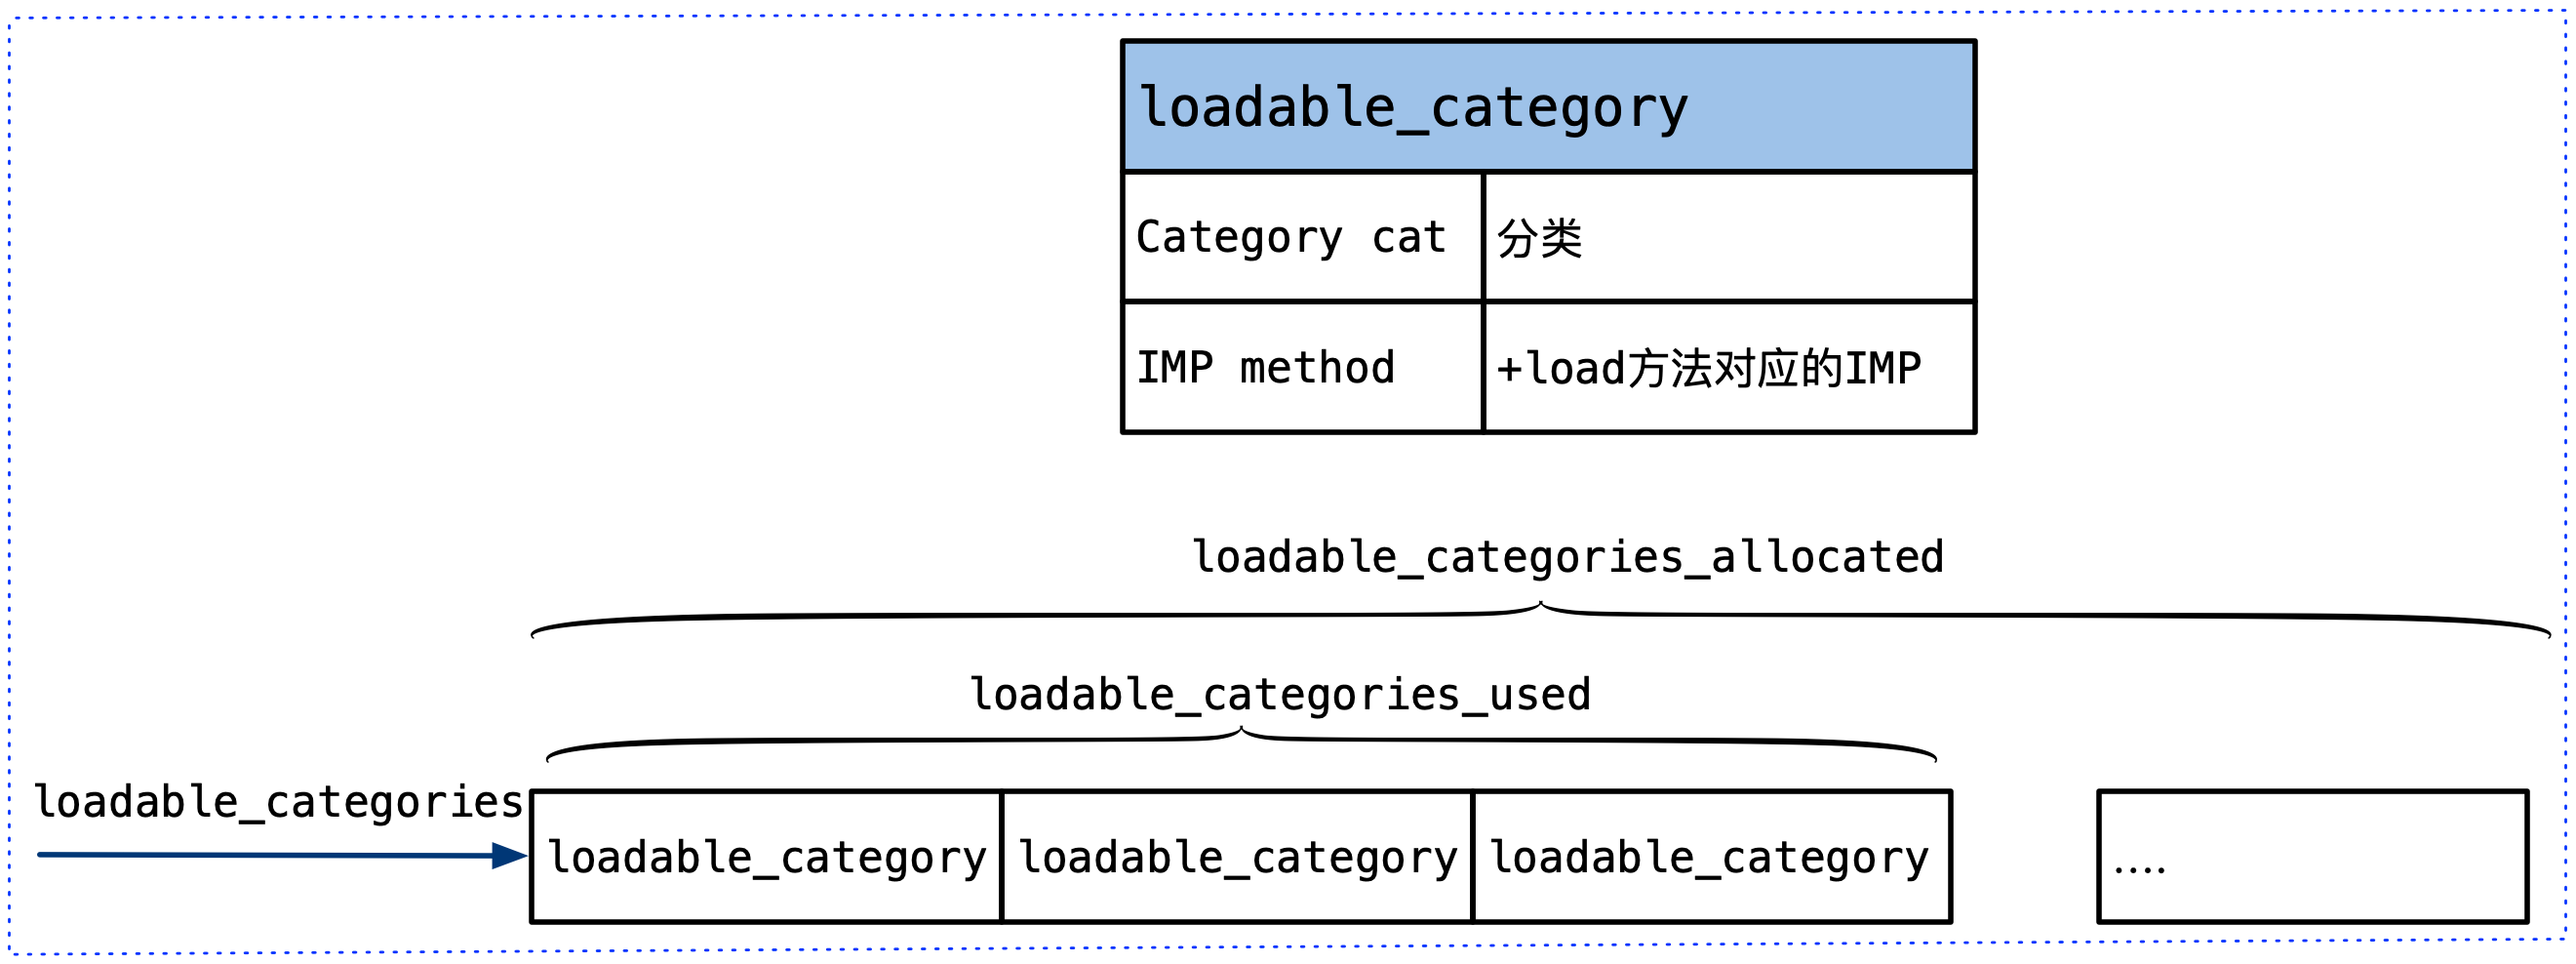 loadable_category
Category cat 分类
IMP method +load方法对应的IMP
loadable_categories_allocated
loadable_categories_used
loadable_categories
loadable_category loadable_category loadable_category ....